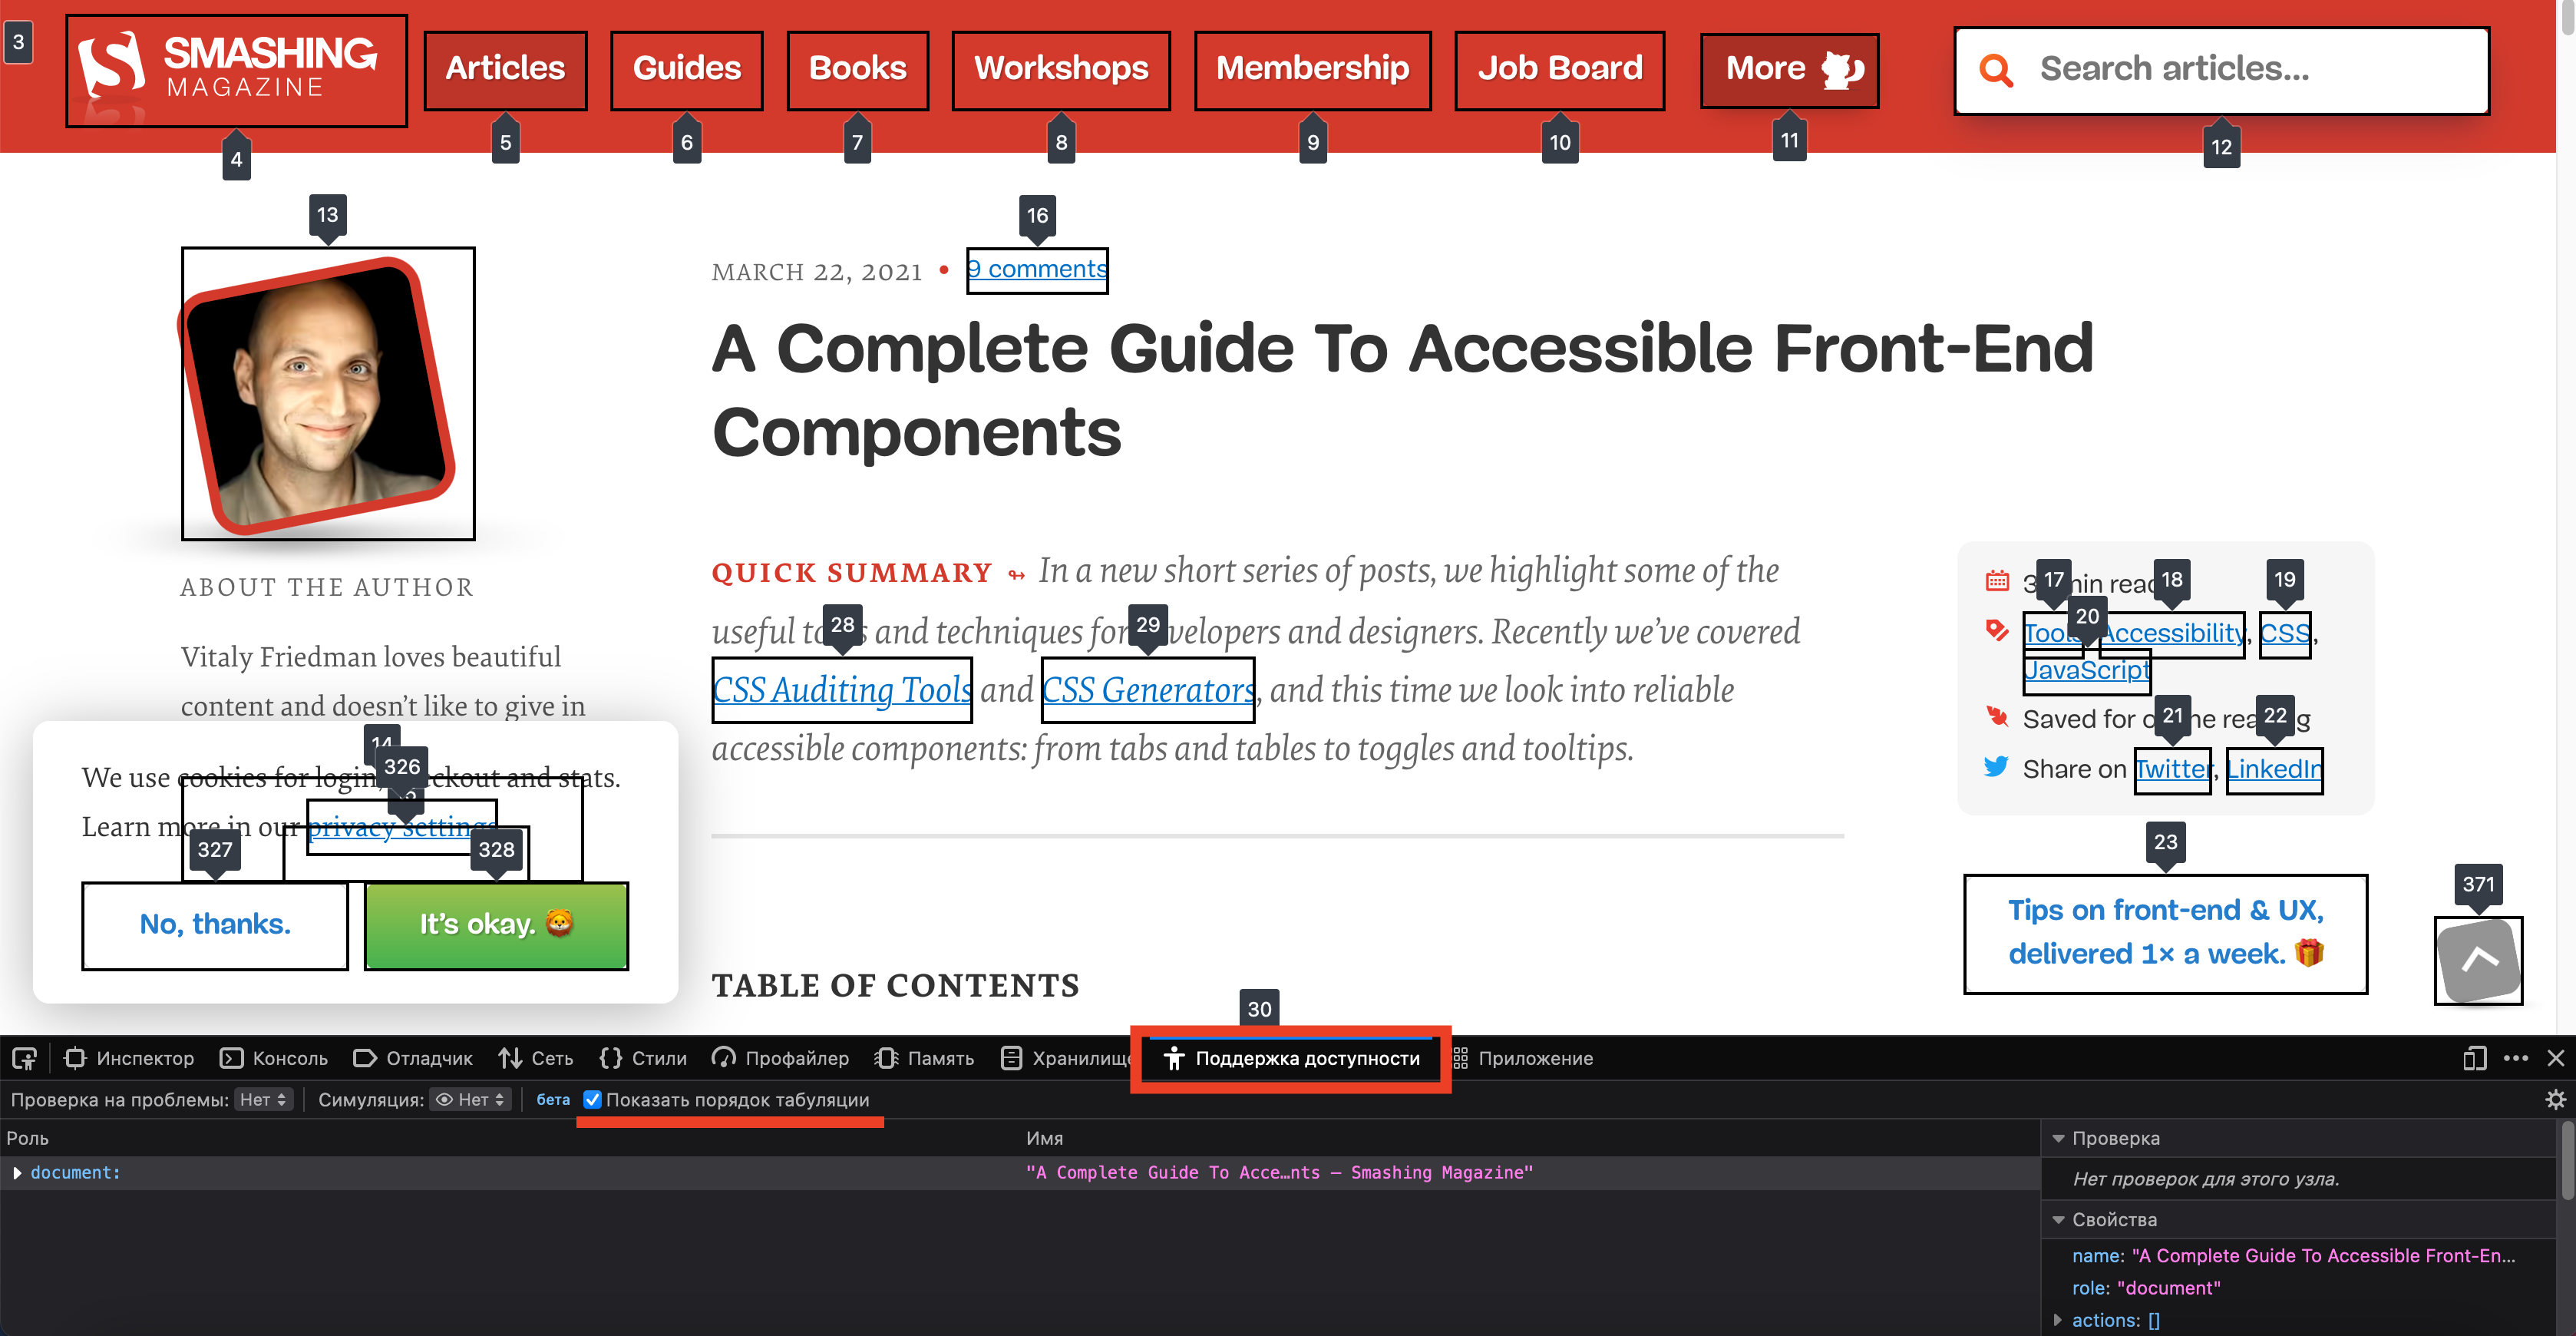 3
SMASHING
MAGAZINE
Articles
Guides
Books
Workshops
Membership
Job Board
More
Search articles...
4
5
6
7
8
9
10
11
12
13
16
MARCH 22, 2021 • 9 comments
A Complete Guide To Accessible Front-End
Components
ABOUT THE AUTHOR
Vitaly Friedman loves beautiful
content and doesn’t like to give in
QUICK SUMMARY ↬ In a new short series of posts, we highlight some of the
useful and techniques for and designers. Recently we’ve covered
28
29
CSS Auditing Tools and CSS Generators, and this time we look into reliable
accessible components: from tabs and tables to toggles and tooltips.
17
18
19
20
min read
Tools, Accessibility, CSS,
JavaScript
Saved for reading
21
22
Share on Twitter, LinkedIn
23
Tips on front-end & UX,
delivered 1× a week.
371
14
326
We use cookies for login, checkout and stats.
Learn more in our privacy settings
327
328
No, thanks.
It’s okay.
TABLE OF CONTENTS
30
Инспектор
Консоль
Отладчик
Сеть
Стили
Профайлер
Память
Хранилище
Поддержка доступности
Приложение
Проверка на проблемы: Нет
Симуляция: Нет
бета
Показать порядок табуляции
Роль
Имя
document:
"A Complete Guide To Acce…nts — Smashing Magazine"
Проверка
Нет проверок для этого узла.
Свойства
name: "A Complete Guide To Accessible Front-En…
role: "document"
actions: []